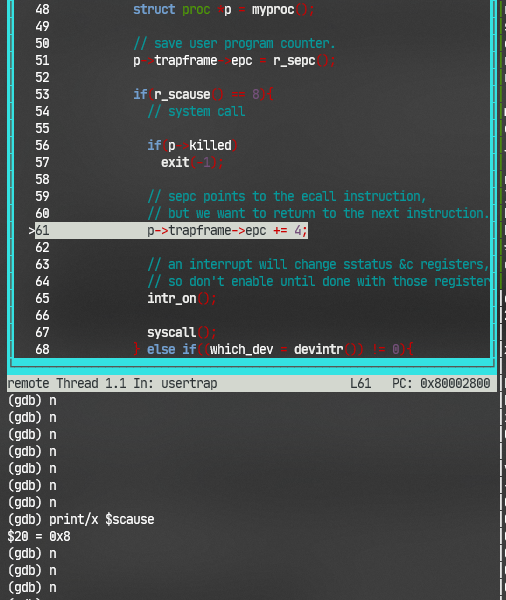 48 struct proc *p = myproc();
49
50 // save user program counter.
51 p->trapframe->epc = r_sepc();
52
53 if(r_scause() == 8){
54 // system call
55
56 if(p->killed)
57 exit(-1);
58
59 // sepc points to the ecall instruction,
60 // but we want to return to the next instruction.
>61 p->trapframe->epc += 4;
62
63 // an interrupt will change sstatus &c registers,
64 // so don't enable until done with those register
65 intr_on();
66
67 syscall();
68 } else if((which_dev = devintr()) != 0){
remote Thread 1.1 In: usertrap L61 PC: 0x80002800
(gdb) n
(gdb) n
(gdb) n
(gdb) n
(gdb) n
(gdb) n
(gdb) n
(gdb) print/x $scause
$20 = 0x8
(gdb) n
(gdb) n
(gdb) n